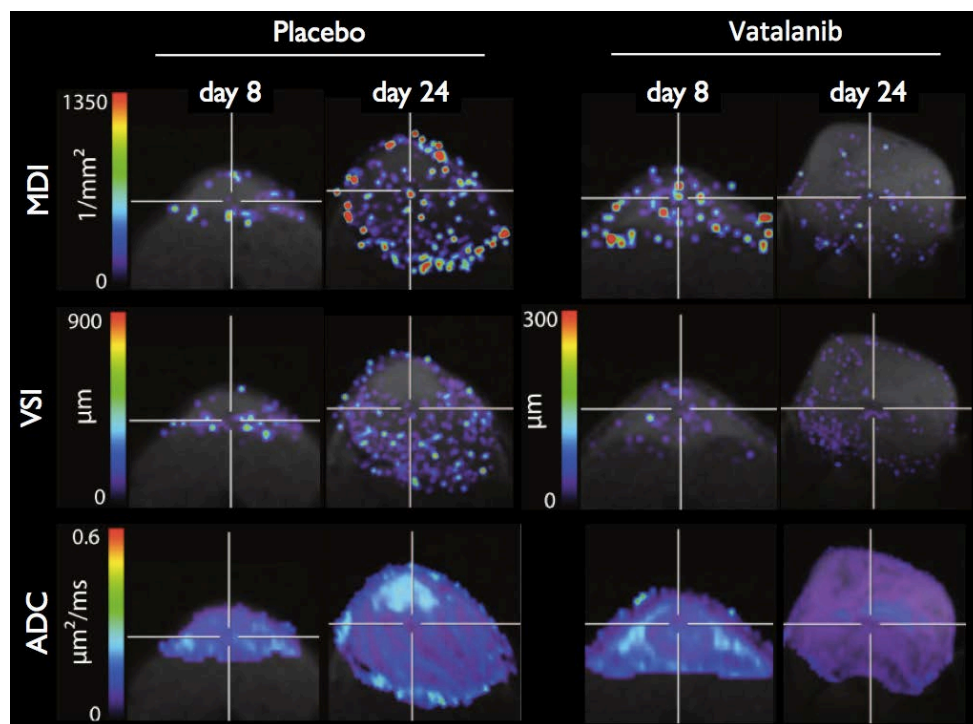 Placebo
Vatalanib
day 8
day 24
day 8
day 24
MDI
1350
1/mm²
0
VSI
900
µm
0
300
µm
0
ADC
0.6
µm²/ms
0